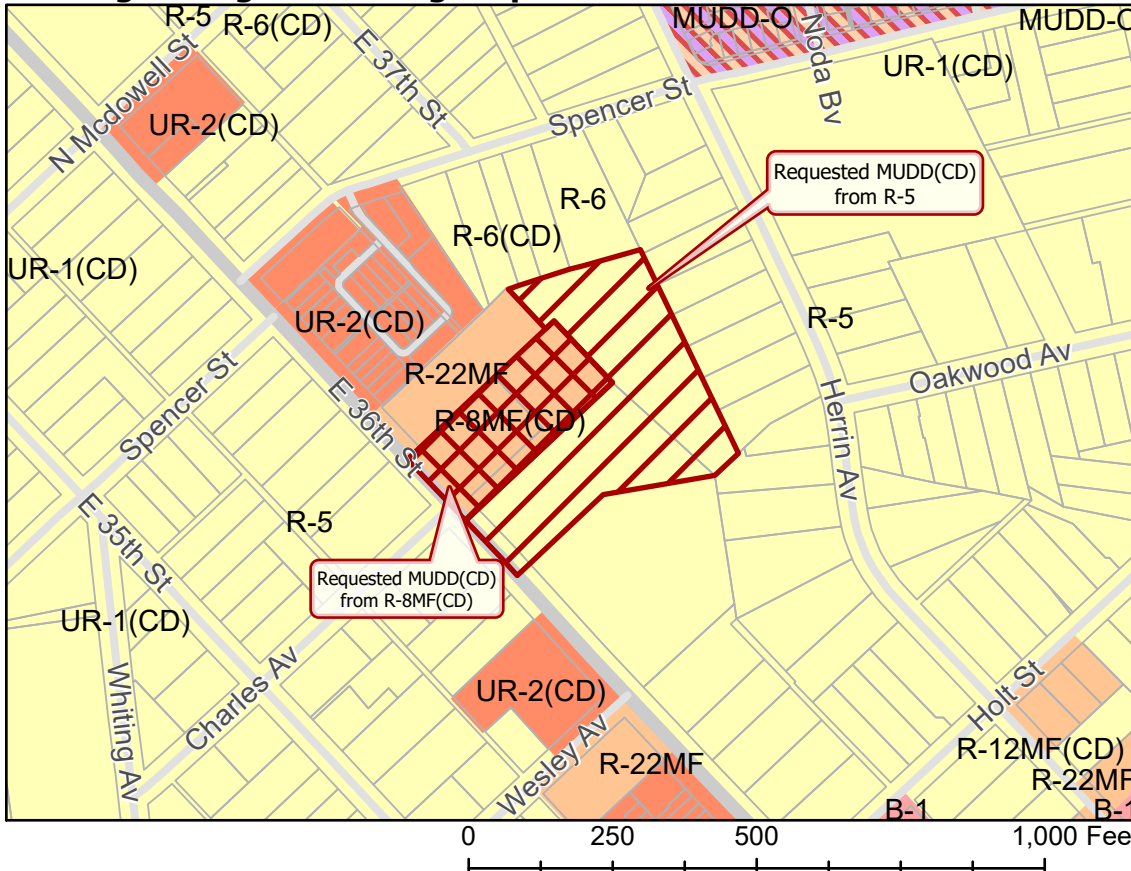 R-5
R-6(CD)
MUDD-O
MUDD-O
N Mcdowell St
E 37th St
Noda Bv
UR-1(CD)
UR-2(CD)
Spencer St
Requested MUDD(CD)
from R-5
R-6
R-6(CD)
UR-1(CD)
UR-2(CD)
R-5
Oakwood Av
R-22MF
Spencer St
E 36th St
R-8MF(CD)
Herrin Av
E 35th St
R-5
Requested MUDD(CD)
from R-8MF(CD)
UR-1(CD)
Whiting Av
Charles Av
UR-2(CD)
Holt St
Wesley Av
R-22MF
R-12MF(CD)
R-22MF
B-1
B-1
0 250 500 1,000 Fee